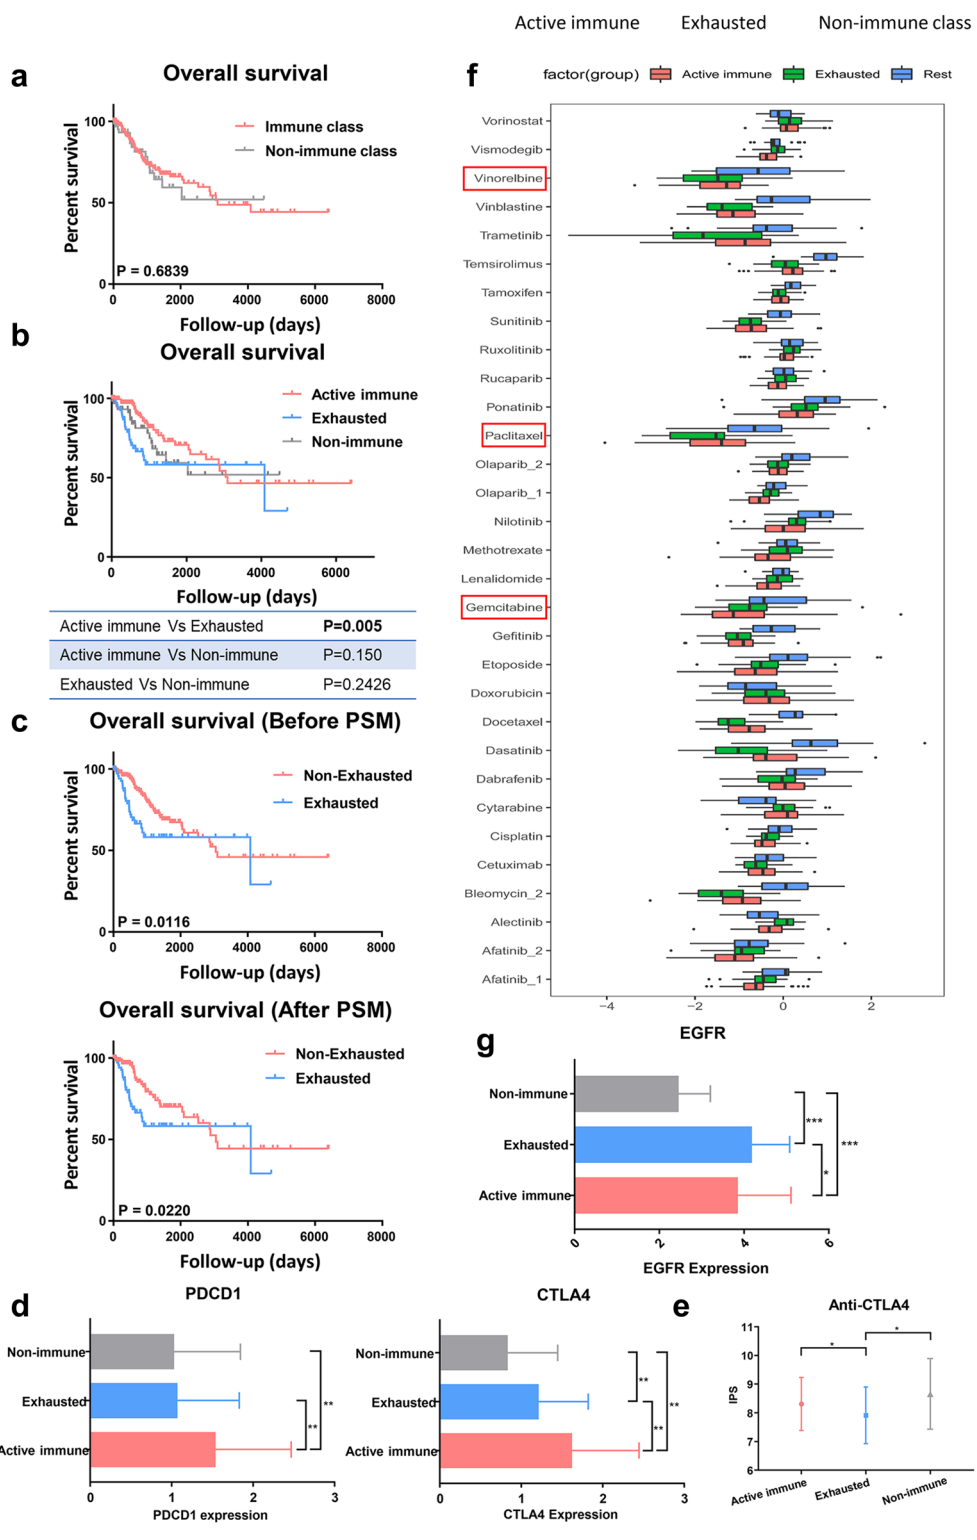 Active immune Exhausted Non-immune class
a
Overall survival
Percent survival
100
50
0
Immune class
Non-immune class
P = 0.6839
0 2000 4000 6000 8000
Follow-up (days)
b
Overall survival
Percent survival
100
50
0
Active immune
Exhausted
Non-immune
0 2000 4000 6000
Follow-up (days)
Active immune Vs Exhausted P=0.005
Active immune Vs Non-immune P=0.150
Exhausted Vs Non-immune P=0.2426
c
Overall survival (Before PSM)
Percent survival
100
50
0
Non-Exhausted
Exhausted
P = 0.0116
0 2000 4000 6000 8000
Follow-up (days)
Overall survival (After PSM)
Percent survival
100
50
0
Non-Exhausted
Exhausted
P = 0.0220
0 2000 4000 6000 8000
Follow-up (days)
f
factor(group) Active immune Exhausted Rest
Vorinostat
Vismodegib
Vinorelbine
Vinblastine
Trametinib
Temsirolimus
Tamoxifen
Sunitinib
Ruxolitinib
Rucaparib
Ponatinib
Paclitaxel
Olaparib_2
Olaparib_1
Nilotinib
Methotrexate
Lenalidomide
Gemcitabine
Gefitinib
Etoposide
Doxorubicin
Docetaxel
Dasatinib
Dabrafenib
Cytarabine
Cisplatin
Cetuximab
Bleomycin_2
Alectinib
Afatinib_2
Afatinib_1
−4 −2 0 2
g
EGFR
Non-immune
Exhausted
Active immune
***
***
*
0 2 4 6
EGFR Expression
d
PDCD1
Non-immune
Exhausted
Active immune
**
**
0 1 2 3
PDCD1 expression
CTLA4
Non-immune
Exhausted
Active immune
**
**
**
0 1 2 3
CTLA4 Expression
e
Anti-CTLA4
IPS
11
10
9
8
7
6
*
*
Active immune Exhausted Non-immune